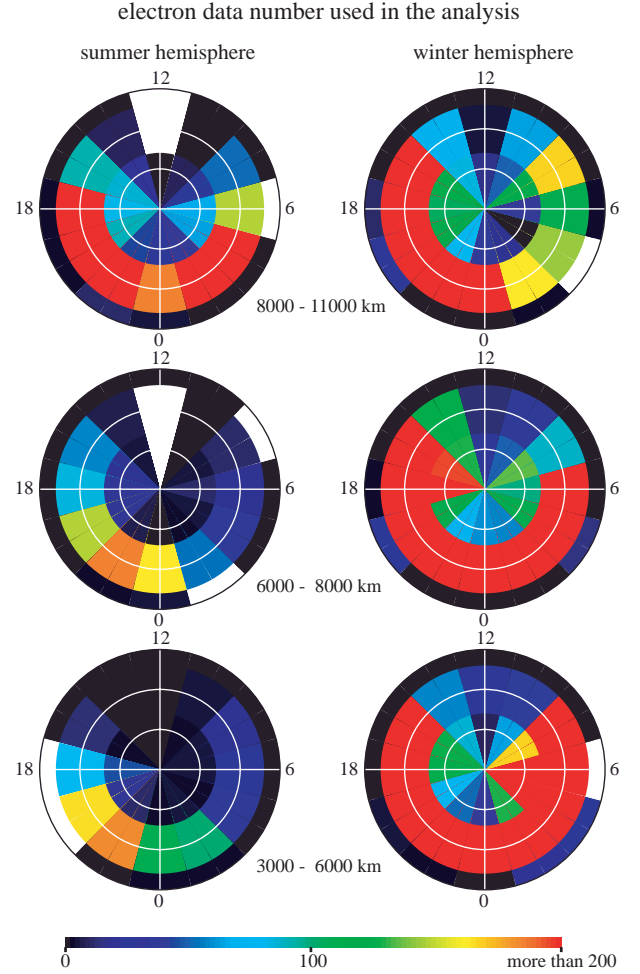 electron data number used in the analysis
summer hemisphere winter hemisphere
12 12
18 6 18 6
8000 - 11000 km
0 0
12 12
18 6 18 6
6000 - 8000 km
0 0
12 12
18 6 18 6
3000 - 6000 km
0 0
0 100 more than 200